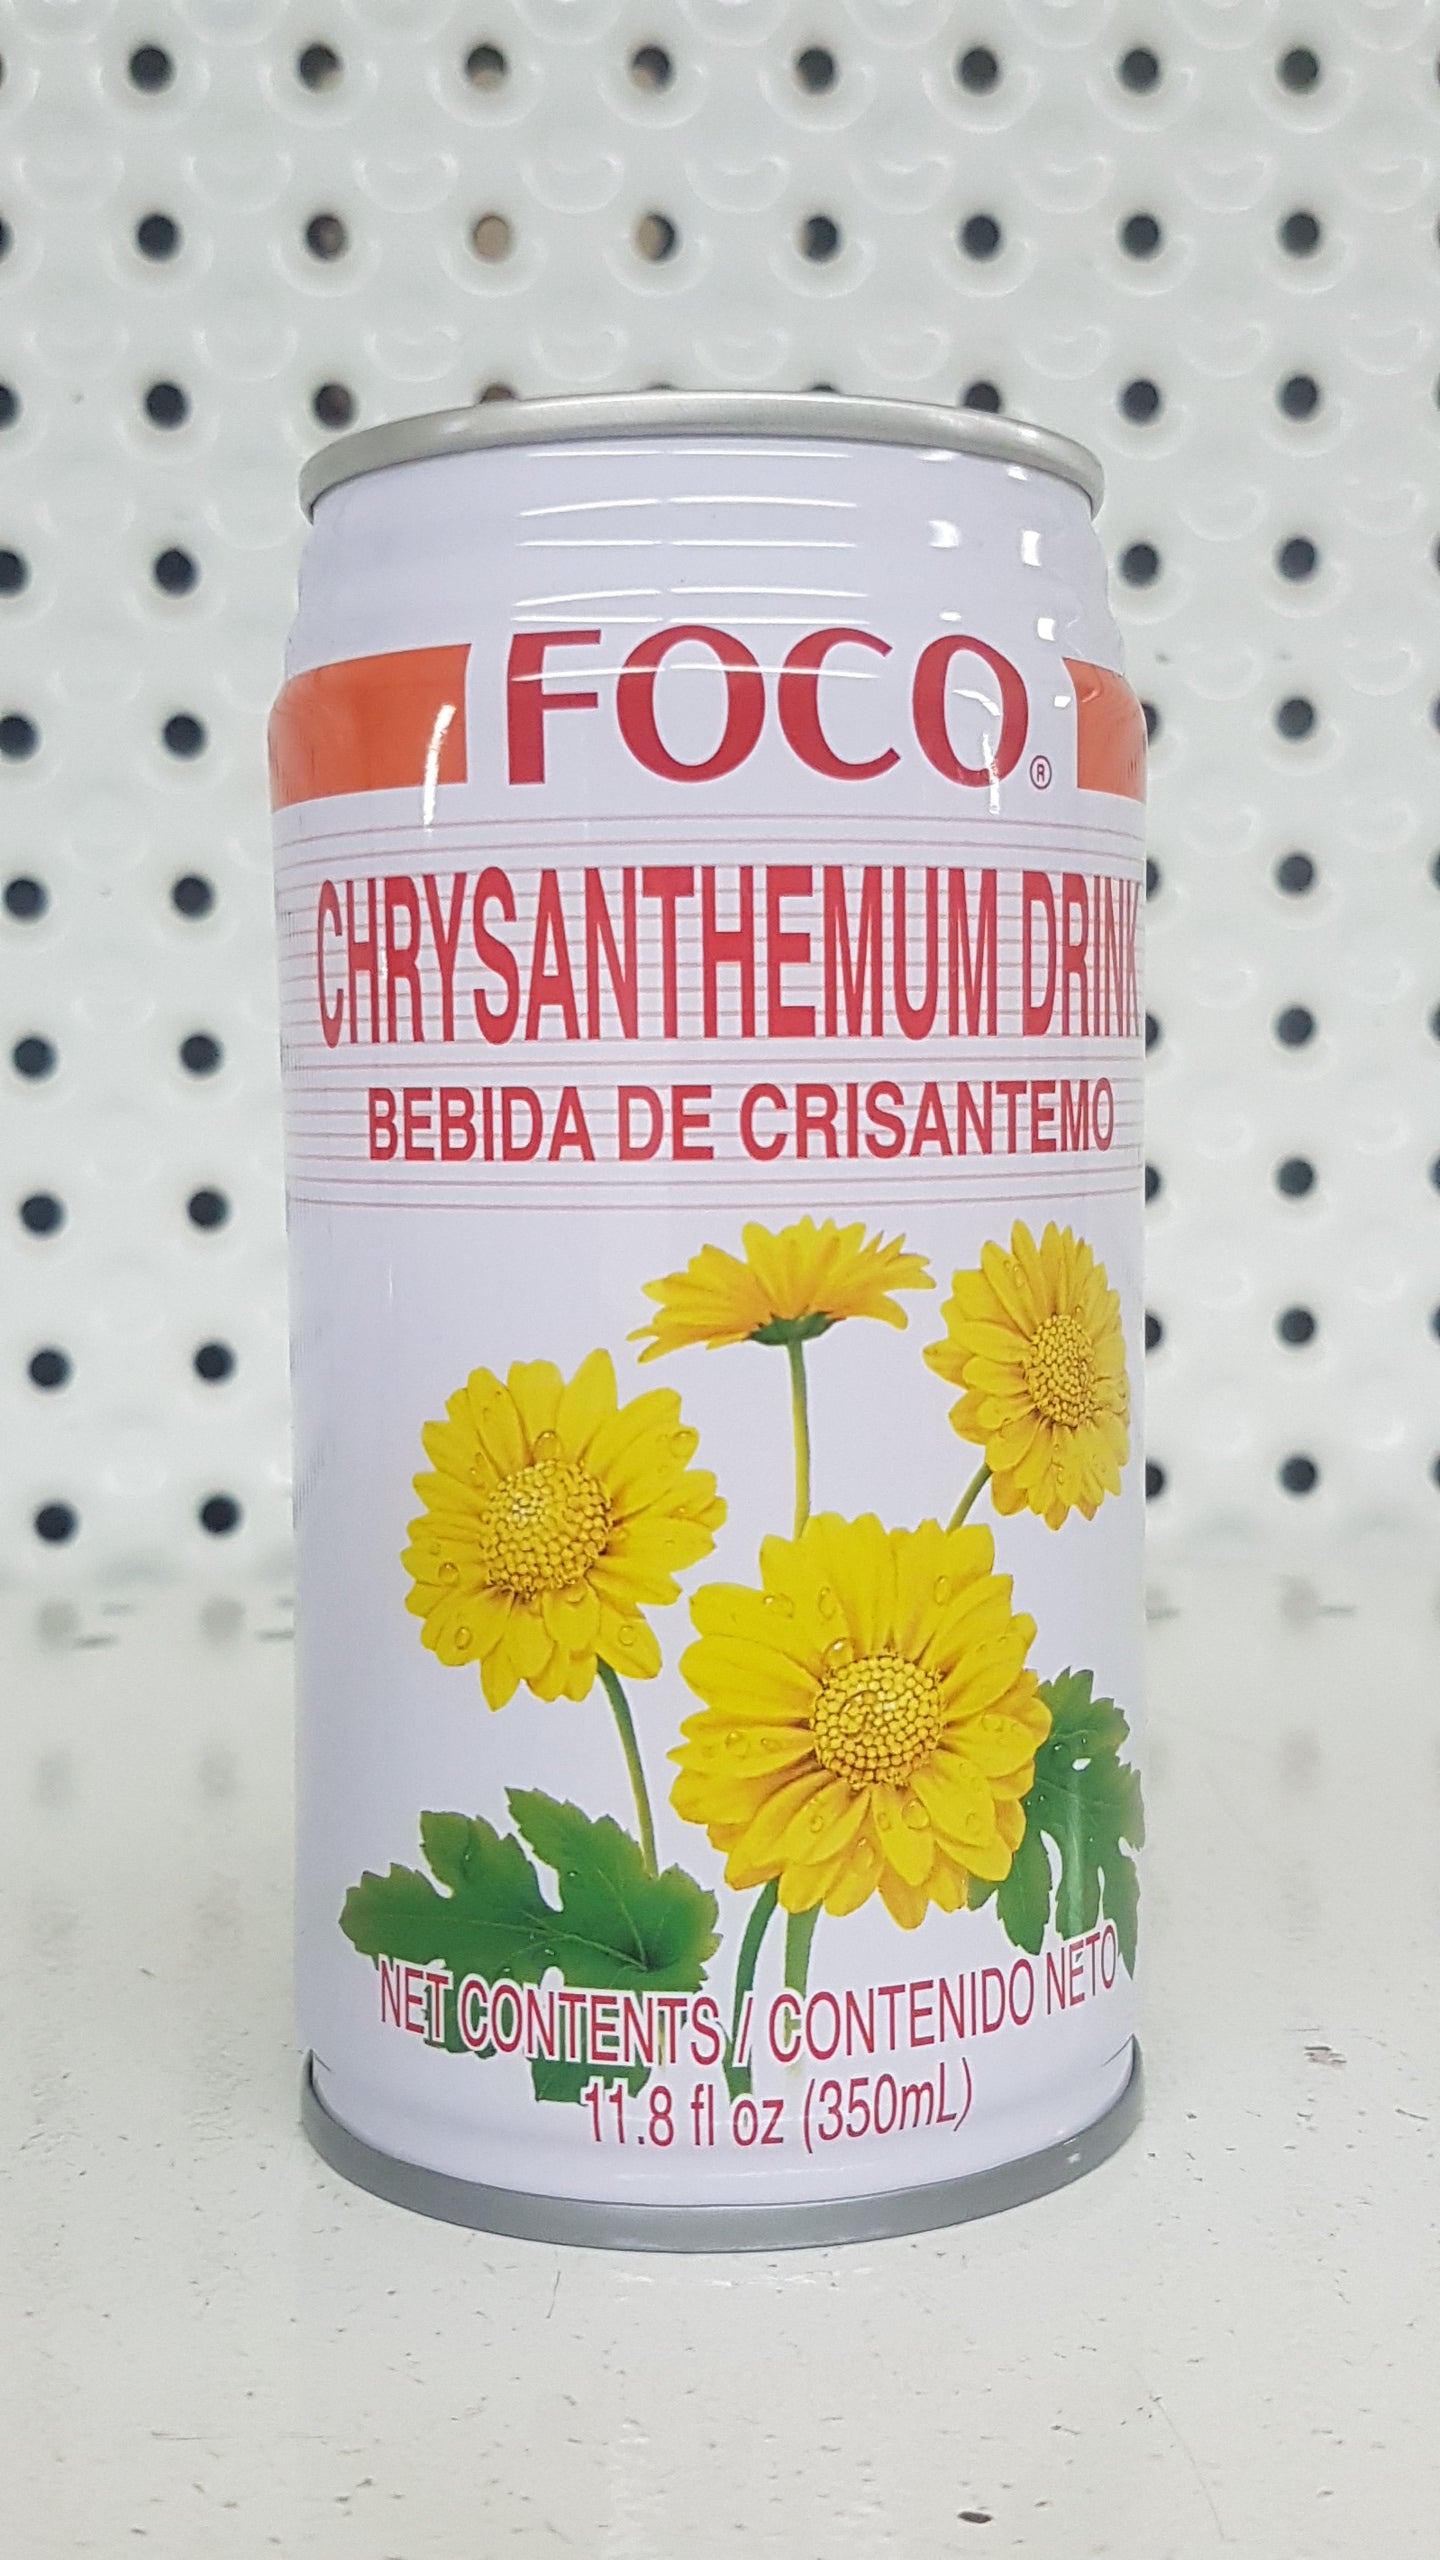 FOCO®
CHRYSANTHEMUM DRINK
BEBIDA DE CRISANTEMO
NET CONTENTS / CONTENIDO NETO
11.8 fl oz (350mL)